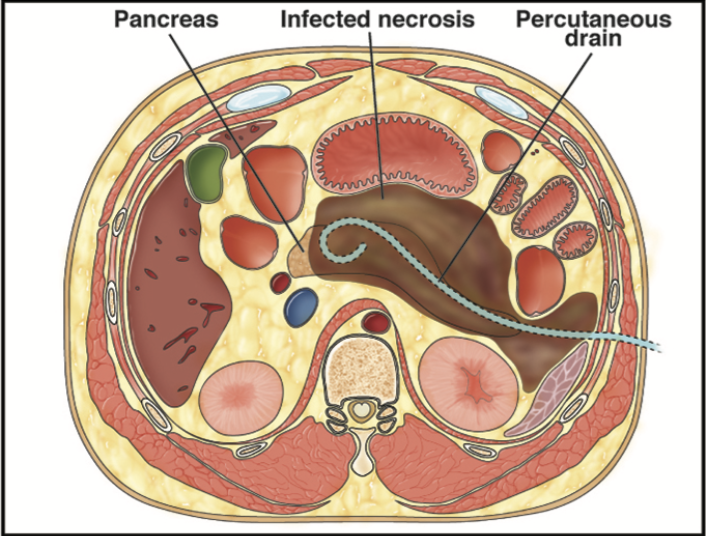 Pancreas
Infected necrosis
Percutaneous
drain